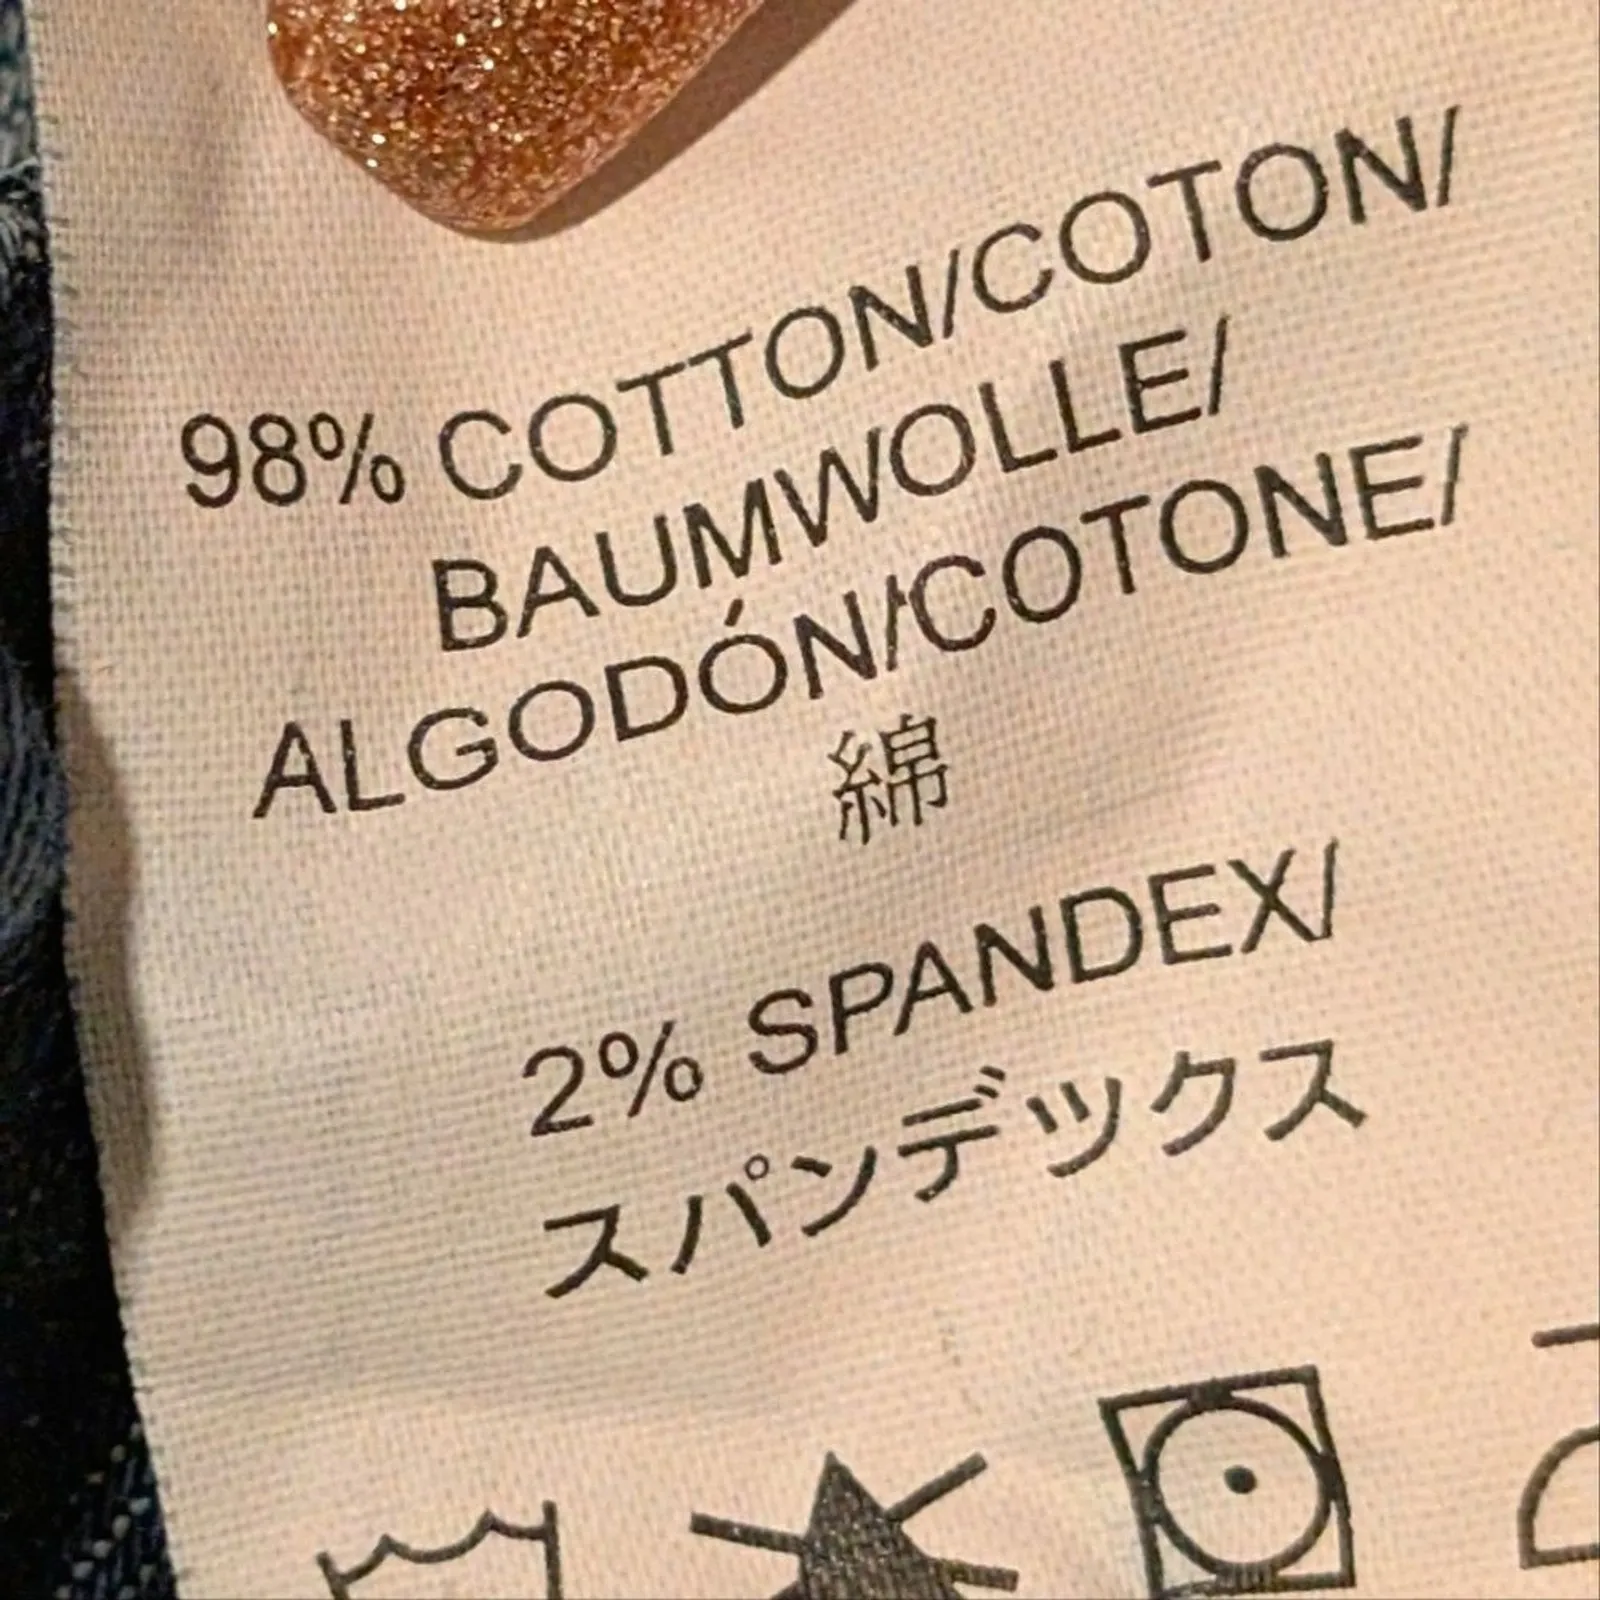 98% COTTON/COTON/
BAUMWOLLE/
ALGODÓN/COTONE/
綿
2% SPANDEX/
スパンデックス